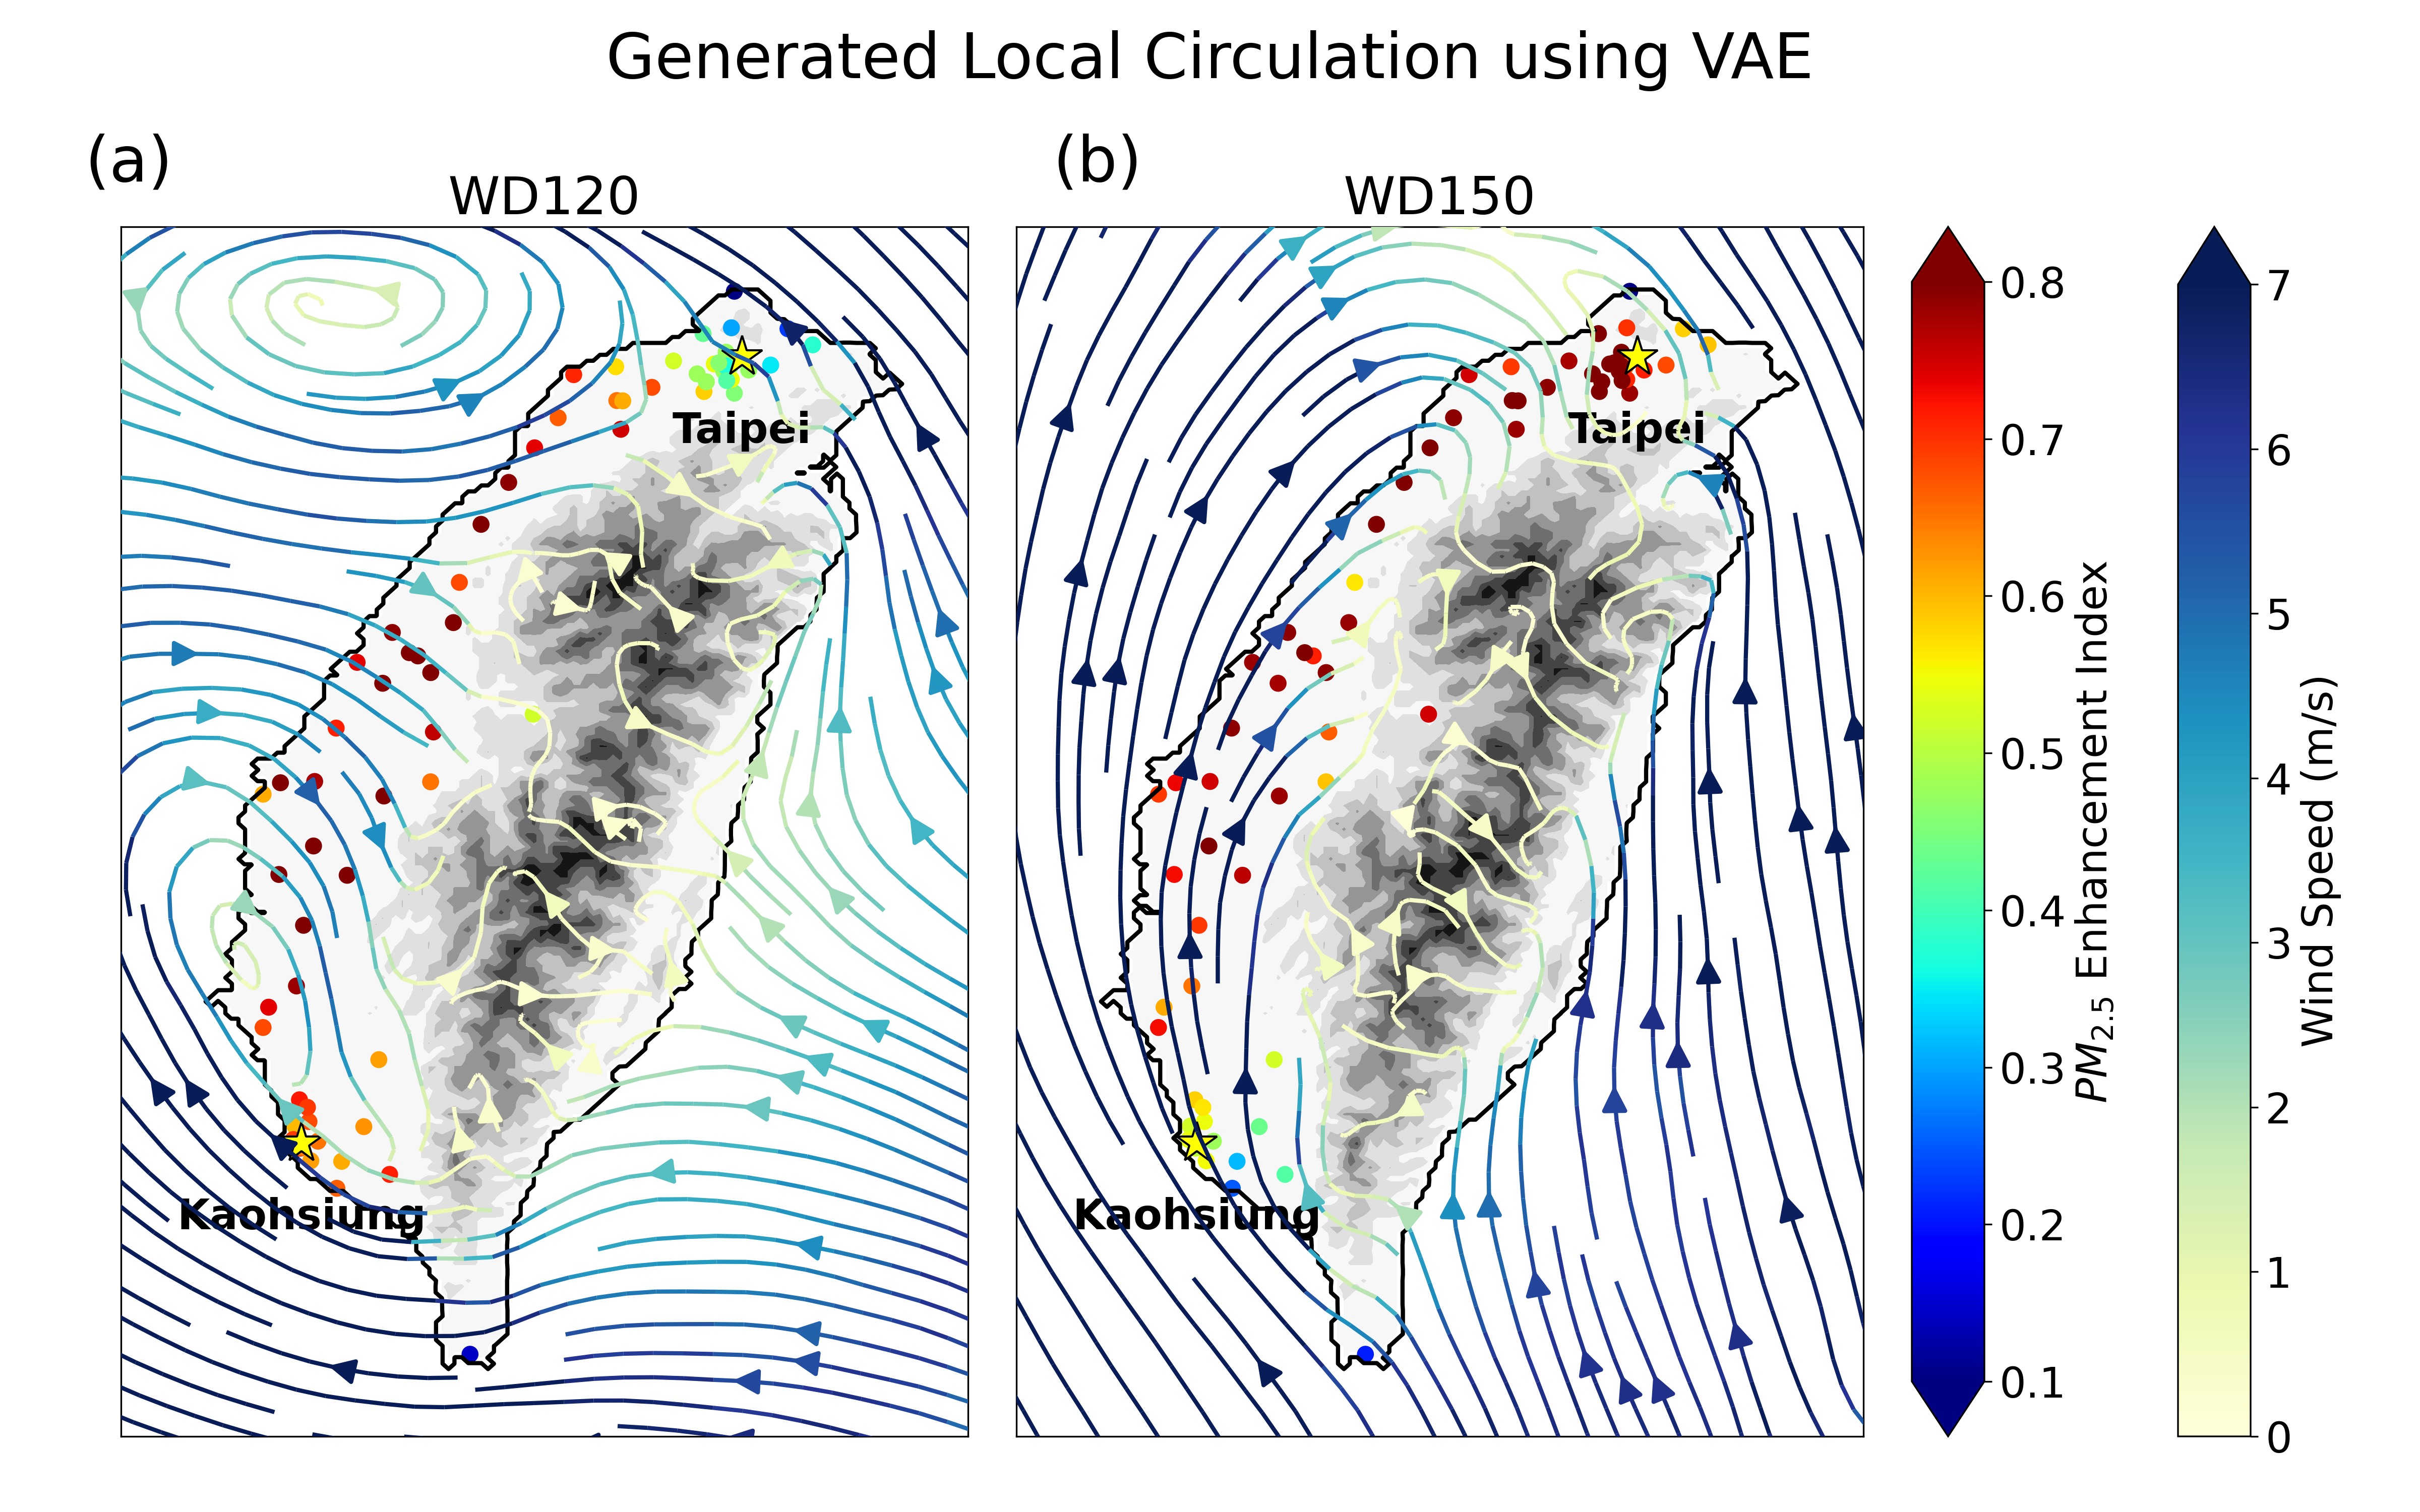 Generated Local Circulation using VAE
(a)
WD120
(b)
WD150
Taipei
Kaohsiung
Taipei
Kaohsiung
0.8
0.7
0.6
0.5
0.4
0.3
0.2
0.1
PM2.5 Enhancement Index
7
6
5
4
3
2
1
0
Wind Speed (m/s)